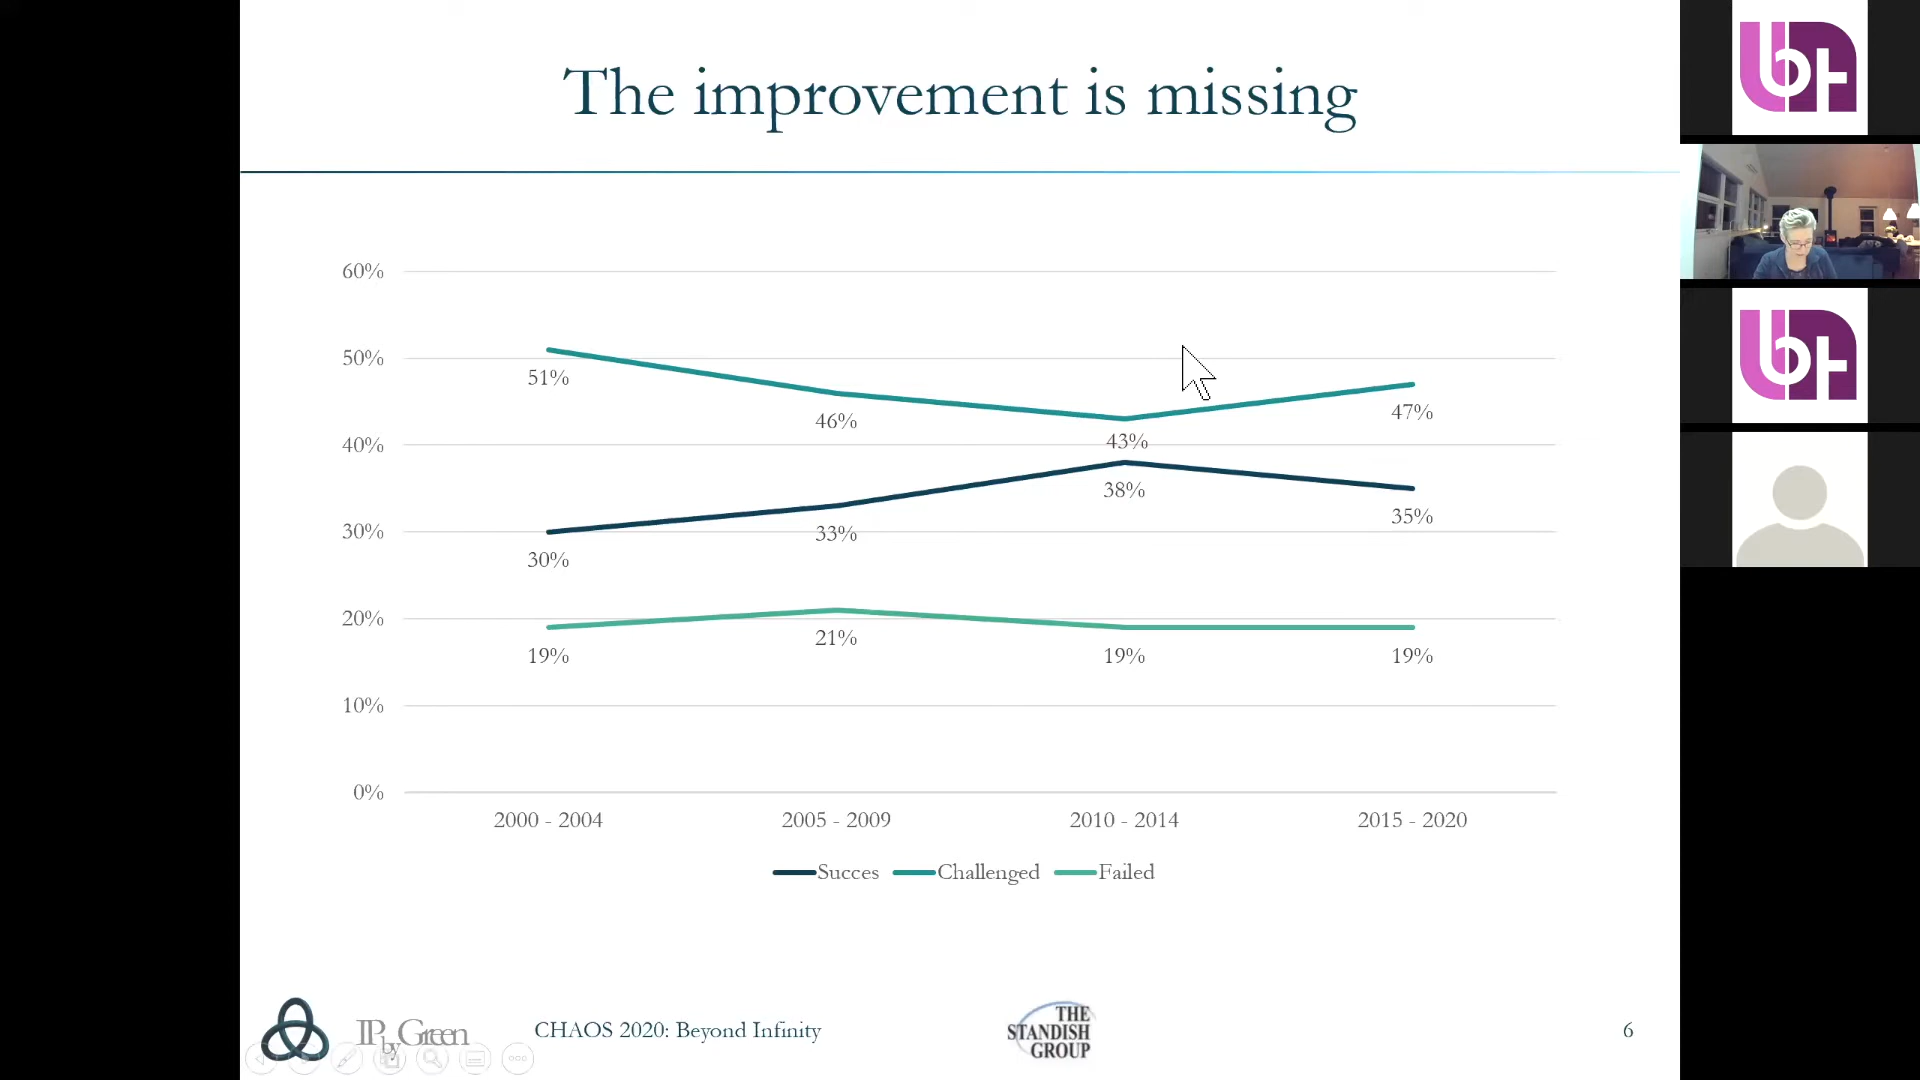 The improvement is missing
60%
50%
40%
30%
20%
10%
0%
51%
46%
43%
47%
30%
33%
38%
35%
19%
21%
19%
19%
2000 - 2004
2005 - 2009
2010 - 2014
2015 - 2020
Succes
Challenged
Failed
IP by Green
CHAOS 2020: Beyond Infinity
THE
STANDISH
GROUP
6